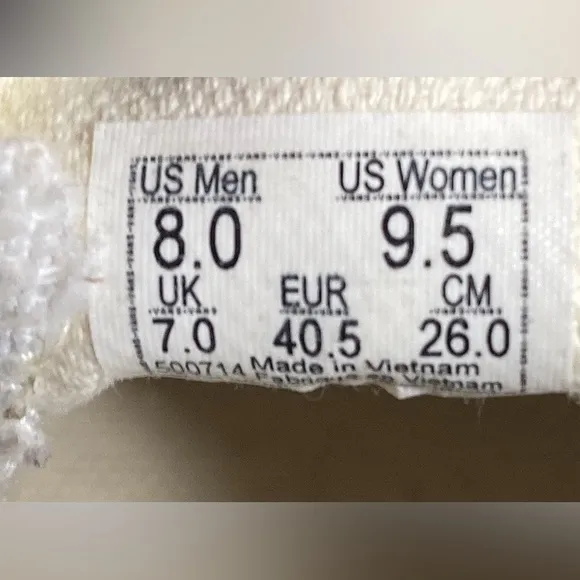 US Men US Women
8.0 9.5
UK EUR CM
7.0 40.5 26.0
500714 Made in Vietnam
Vietnam